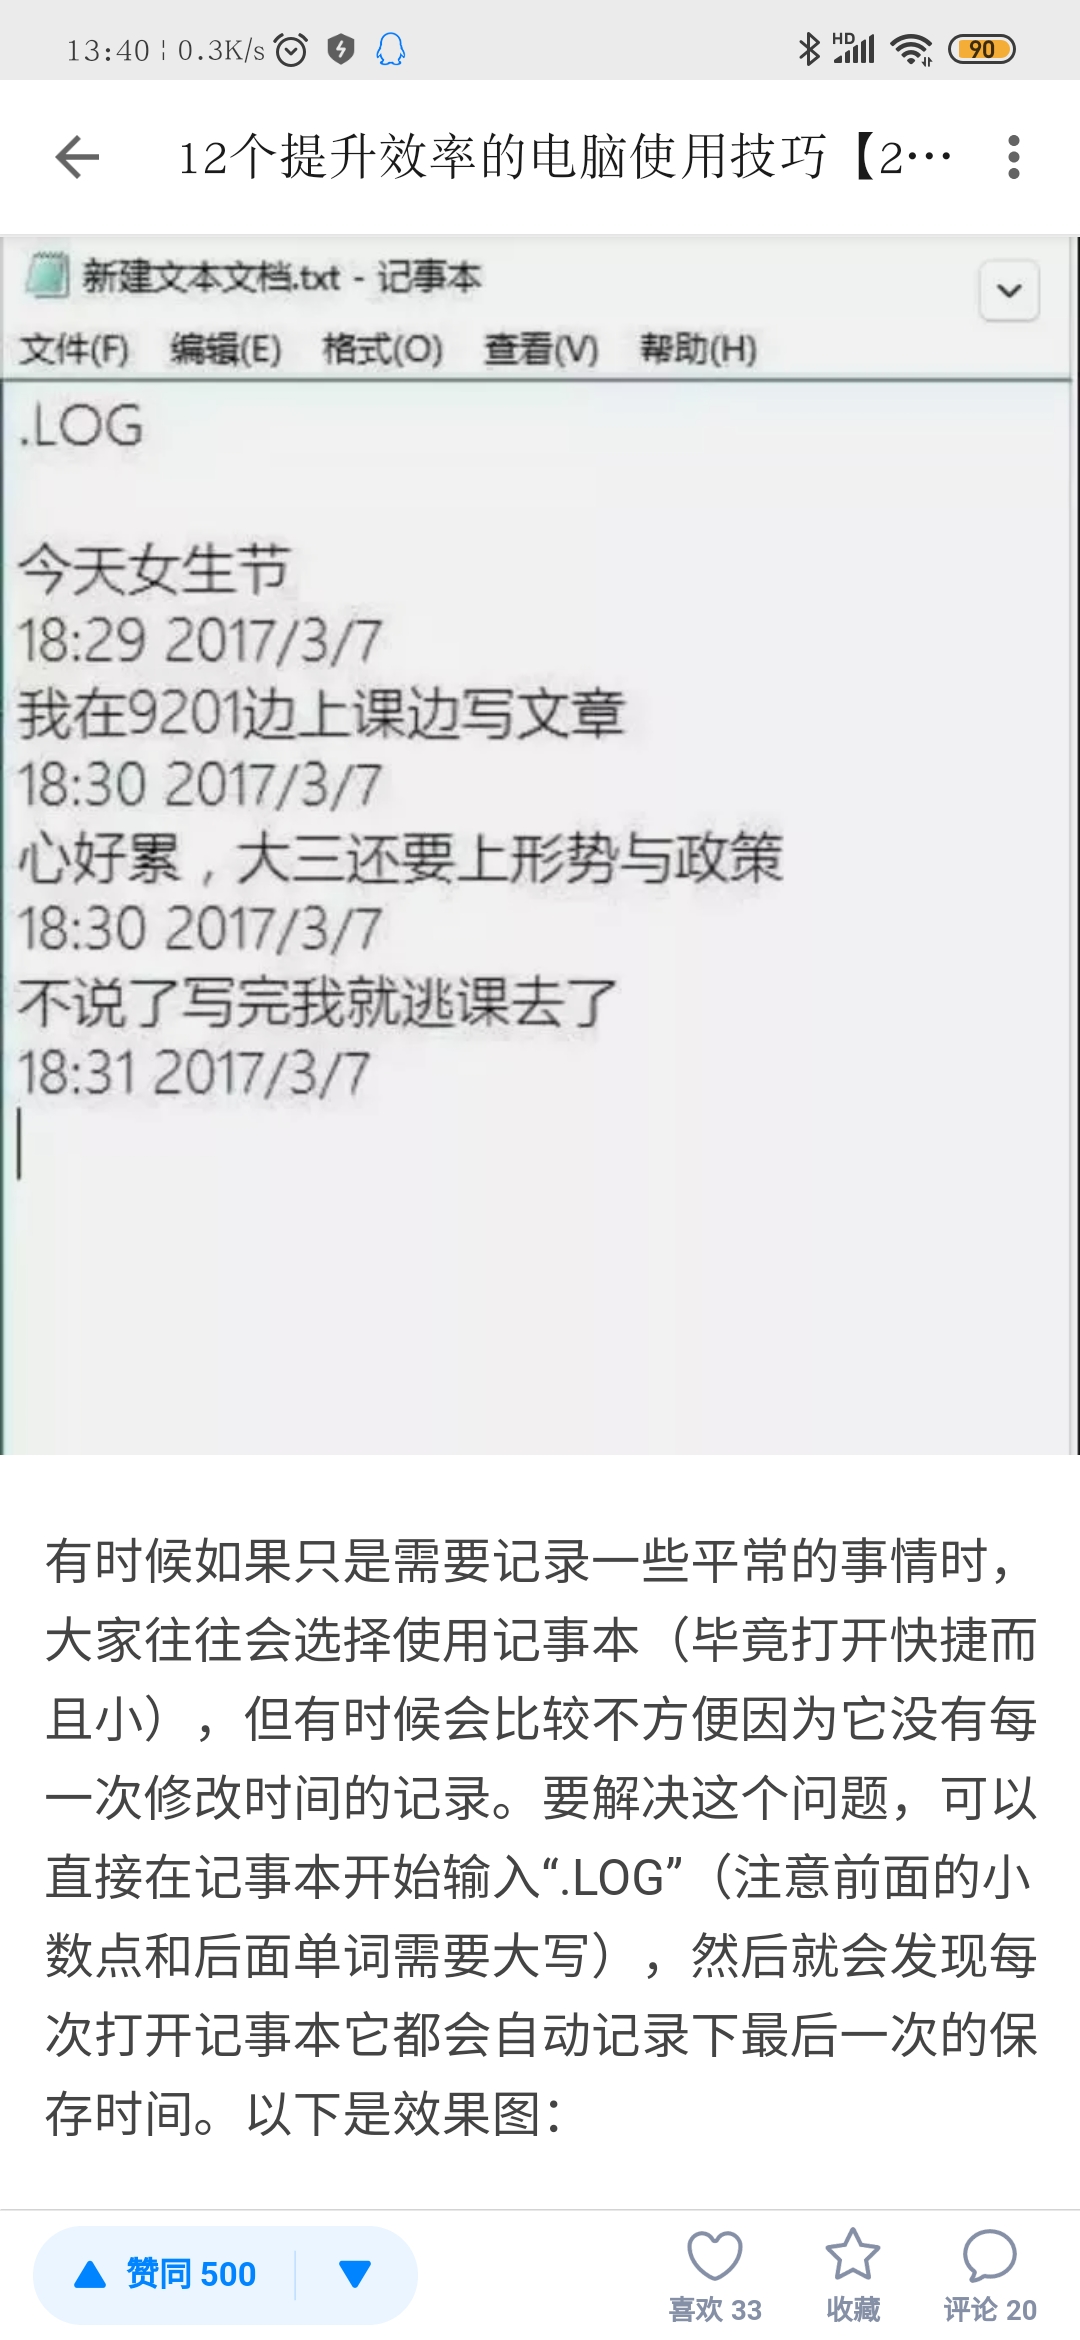 13:40 ¦ 0.3K/s
HD
90
12个提升效率的电脑使用技巧【2…
新建文本文档.txt - 记事本
文件(F) 编辑(E) 格式(O) 查看(V) 帮助(H)
.LOG
今天女生节
18:29 2017/3/7
我在9201边上课边写文章
18:30 2017/3/7
心好累，大三还要上形势与政策
18:30 2017/3/7
不说了写完我就逃课去了
18:31 2017/3/7
有时候如果只是需要记录一些平常的事情时，
大家往往会选择使用记事本（毕竟打开快捷而
且小），但有时候会比较不方便因为它没有每
一次修改时间的记录。要解决这个问题，可以
直接在记事本开始输入“.LOG”（注意前面的小
数点和后面单词需要大写），然后就会发现每
次打开记事本它都会自动记录下最后一次的保
存时间。以下是效果图：
赞同 500
喜欢 33
收藏
评论 20